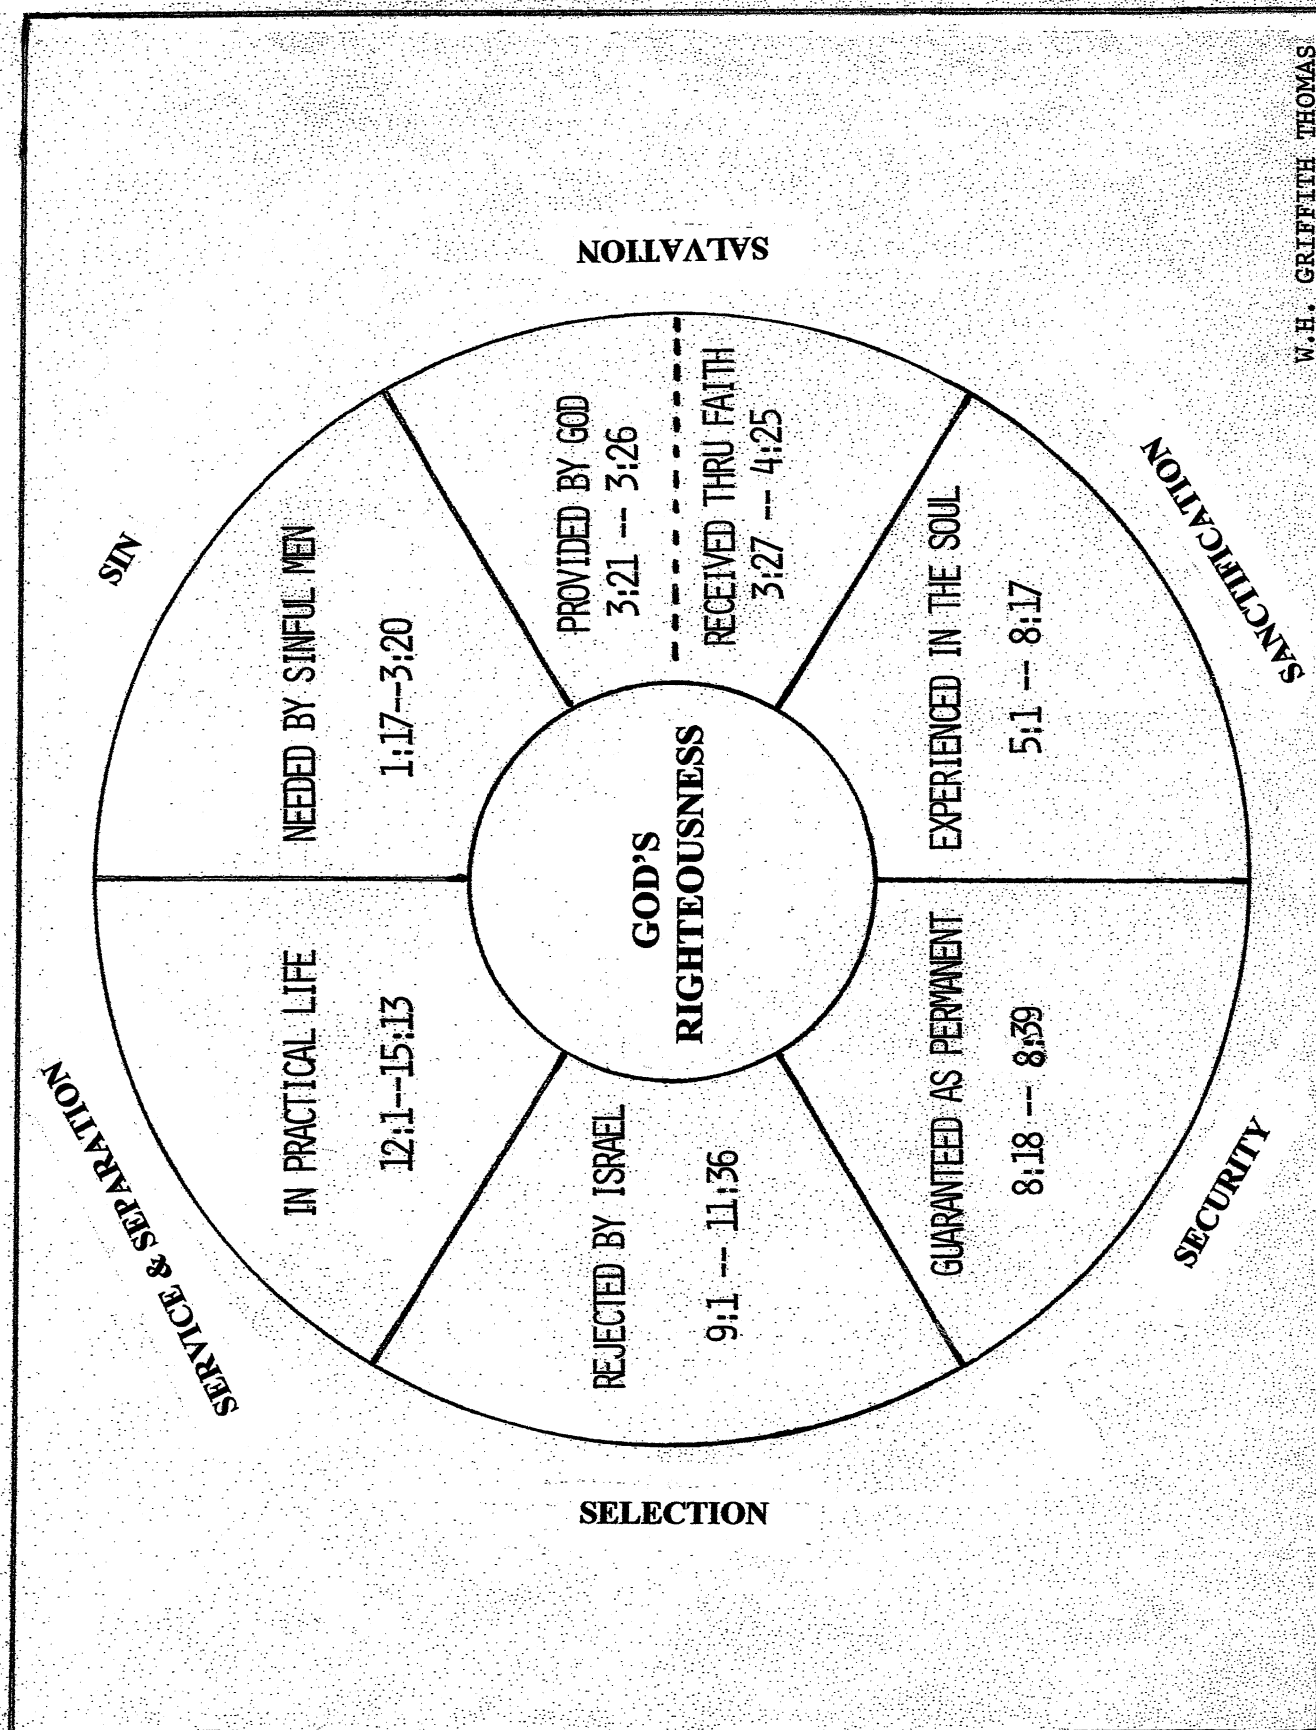 SIN
NEEDED BY SINFUL MEN
1:17--3:20
SALVATION
PROVIDED BY GOD
3:21 -- 3:26
RECEIVED THRU FAITH
3:27 -- 4:25
SANCTIFICATION
EXPERIENCED IN THE SOUL
5:1 -- 8:17
SECURITY
GUARANTEED AS PERMANENT
8:18 -- 8:39
SELECTION
REJECTED BY ISRAEL
9:1 -- 11:36
SERVICE & SEPARATION
IN PRACTICAL LIFE
12:1--15:13
GOD'S
RIGHTEOUSNESS
W.H. GRIFFITH THOMAS